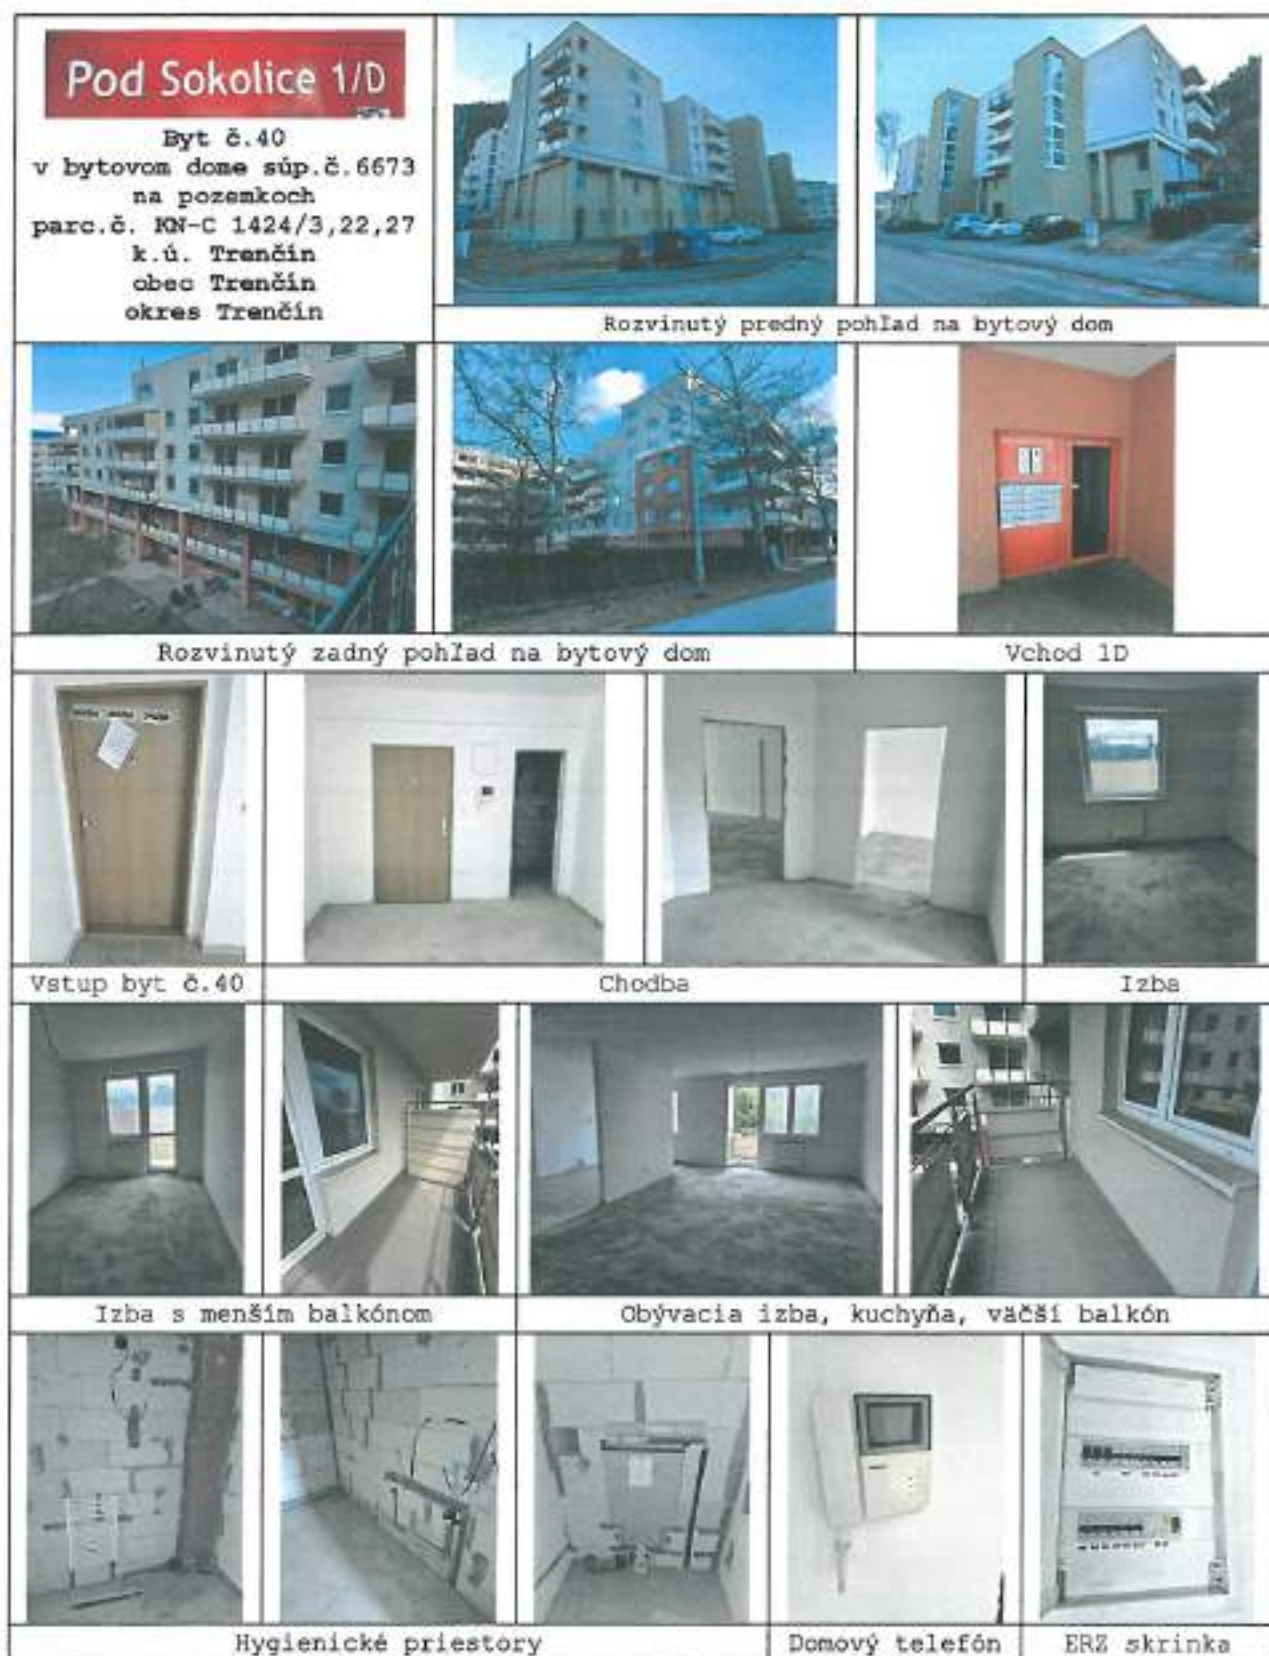 Pod Sokolice 1/D
Byt č.40
v bytovom dome súp.č.6673
na pozemkoch
parc.č. KN-C 1424/3,22,27
k.ú. Trenčín
obec Trenčín
okres Trenčín
Rozvinutý predný pohľad na bytový dom
Rozvinutý zadný pohľad na bytový dom
Vchod 1D
Vstup byt č.40
Chodba
Izba
Izba s menším balkónom
Obývacia izba, kuchyňa, väčší balkón
Hygienické priestory
Domový telefón
ERZ skrinka